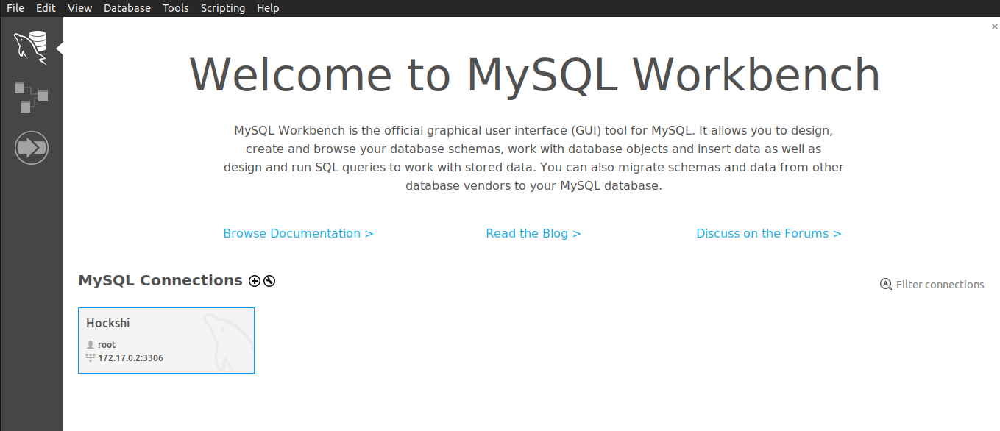 File Edit View Database Tools Scripting Help
Welcome to MySQL Workbench
MySQL Workbench is the official graphical user interface (GUI) tool for MySQL. It allows you to design,
create and browse your database schemas, work with database objects and insert data as well as
design and run SQL queries to work with stored data. You can also migrate schemas and data from other
database vendors to your MySQL database.
Browse Documentation > Read the Blog > Discuss on the Forums >
MySQL Connections
Filter connections
Hockshi
root
172.17.0.2:3306